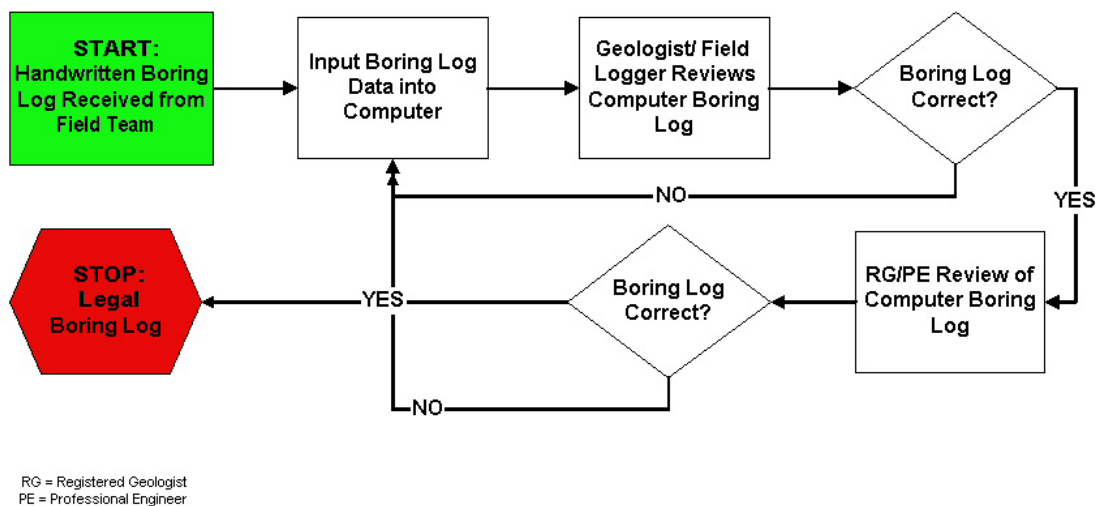 START:
Handwritten Boring
Log Received from
Field Team
Input Boring Log
Data into
Computer
Geologist/ Field
Logger Reviews
Computer Boring
Log
Boring Log
Correct?
NO
YES
RG/PE Review of
Computer Boring
Log
Boring Log
Correct?
YES
NO
STOP:
Legal
Boring Log
RG = Registered Geologist
PE = Professional Engineer